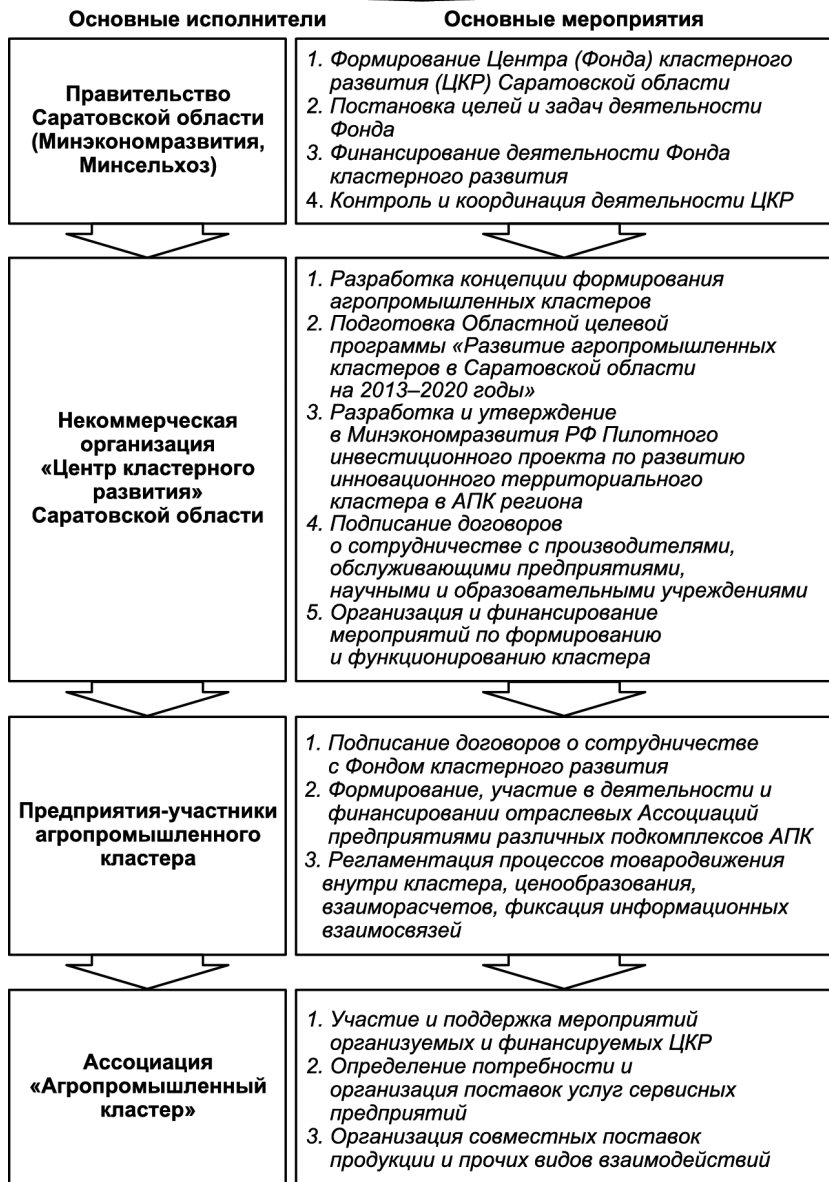 Основные исполнители
Основные мероприятия
Правительство
Саратовской области
(Минэкономразвития,
Минсельхоз)
1. Формирование Центра (Фонда) кластерного
развития (ЦКР) Саратовской области
2. Постановка целей и задач деятельности
Фонда
3. Финансирование деятельности Фонда
кластерного развития
4. Контроль и координация деятельности ЦКР
Некоммерческая
организация
«Центр кластерного
развития»
Саратовской области
1. Разработка концепции формирования
агропромышленных кластеров
2. Подготовка Областной целевой
программы «Развитие агропромышленных
кластеров в Саратовской области
на 2013–2020 годы»
3. Разработка и утверждение
в Минэкономразвития РФ Пилотного
инвестиционного проекта по развитию
инновационного территориального
кластера в АПК региона
4. Подписание договоров
о сотрудничестве с производителями,
обслуживающими предприятиями,
научными и образовательными учреждениями
5. Организация и финансирование
мероприятий по формированию
и функционированию кластера
Предприятия-участники
агропромышленного
кластера
1. Подписание договоров о сотрудничестве
с Фондом кластерного развития
2. Формирование, участие в деятельности и
финансировании отраслевых Ассоциаций
предприятиями различных подкомплексов АПК
3. Регламентация процессов товародвижения
внутри кластера, ценообразования,
взаиморасчетов, фиксация информационных
взаимосвязей
Ассоциация
«Агропромышленный
кластер»
1. Участие и поддержка мероприятий
организуемых и финансируемых ЦКР
2. Определение потребности и
организация поставок услуг сервисных
предприятий
3. Организация совместных поставок
продукции и прочих видов взаимодействий